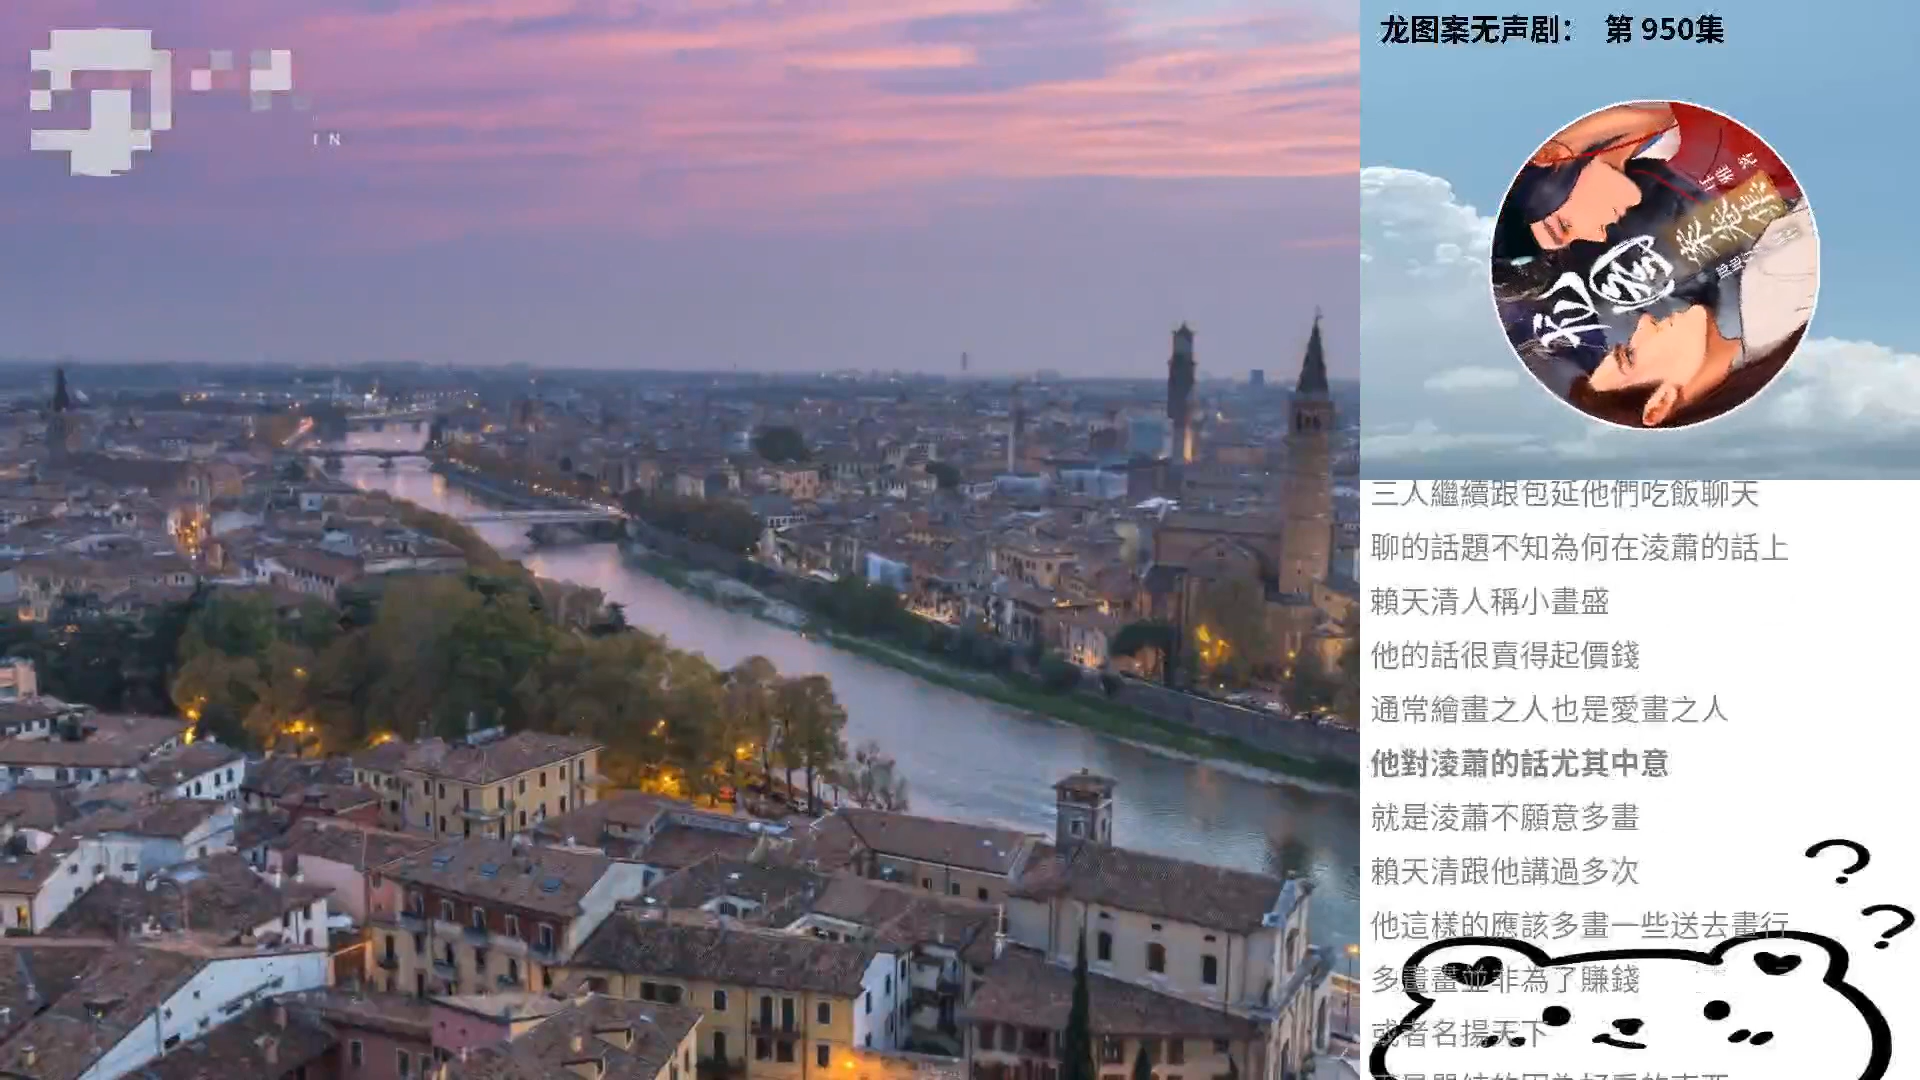 龙图案无声剧： 第 950集
I N
三人繼續跟包延他們吃飯聊天
聊的話題不知為何在淩蕭的話上
賴天清人稱小畫盛
他的話很賣得起價錢
通常繪畫之人也是愛畫之人
他對淩蕭的話尤其中意
就是淩蕭不願意多畫
賴天清跟他講過多次
他這樣的應該多畫一些送去畫行
多畫畫並非為了賺錢
或者名揚天下